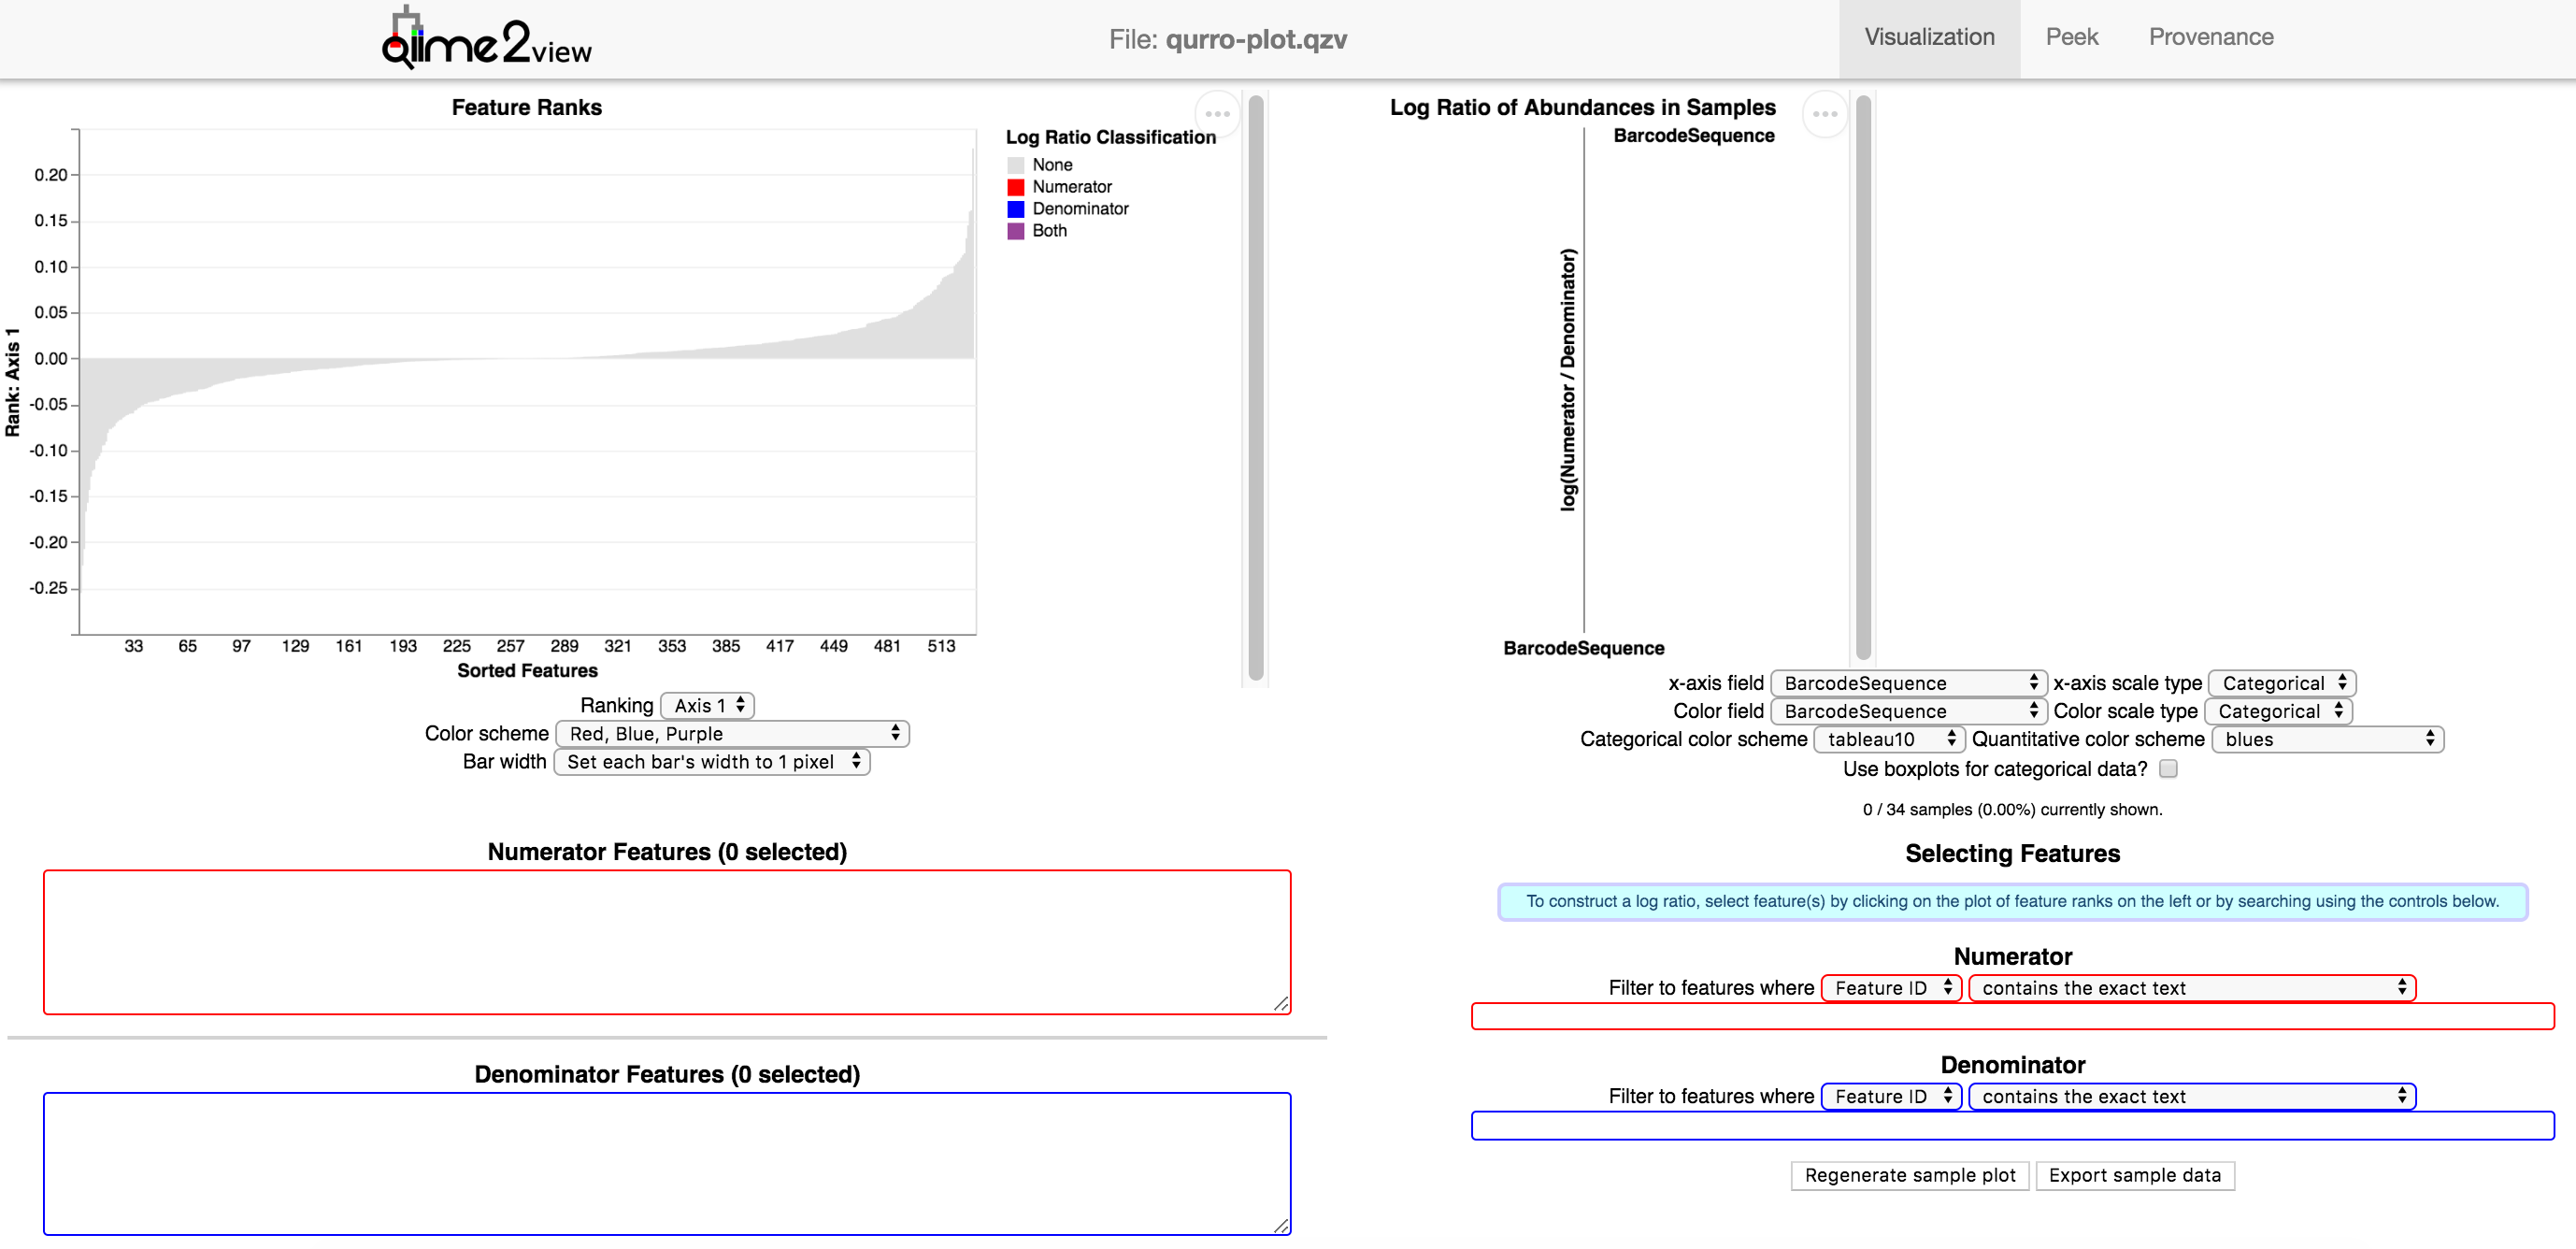 qiime2view
File: qurro-plot.qzv
Visualization Peek Provenance
Feature Ranks
0.20
0.15
0.10
0.05
0.00
-0.05
-0.10
-0.15
-0.20
-0.25
Rank: Axis 1
33 65 97 129 161 193 225 257 289 321 353 385 417 449 481 513
Sorted Features
Log Ratio Classification
None
Numerator
Denominator
Both
Ranking Axis 1
Color scheme Red, Blue, Purple
Bar width Set each bar's width to 1 pixel
Numerator Features (0 selected)
Denominator Features (0 selected)
Log Ratio of Abundances in Samples
BarcodeSequence
log(Numerator / Denominator)
BarcodeSequence
x-axis field BarcodeSequence x-axis scale type Categorical
Color field BarcodeSequence Color scale type Categorical
Categorical color scheme tableau10 Quantitative color scheme blues
Use boxplots for categorical data?
0 / 34 samples (0.00%) currently shown.
Selecting Features
To construct a log ratio, select feature(s) by clicking on the plot of feature ranks on the left or by searching using the controls below.
Numerator
Filter to features where Feature ID contains the exact text
Denominator
Filter to features where Feature ID contains the exact text
Regenerate sample plot Export sample data